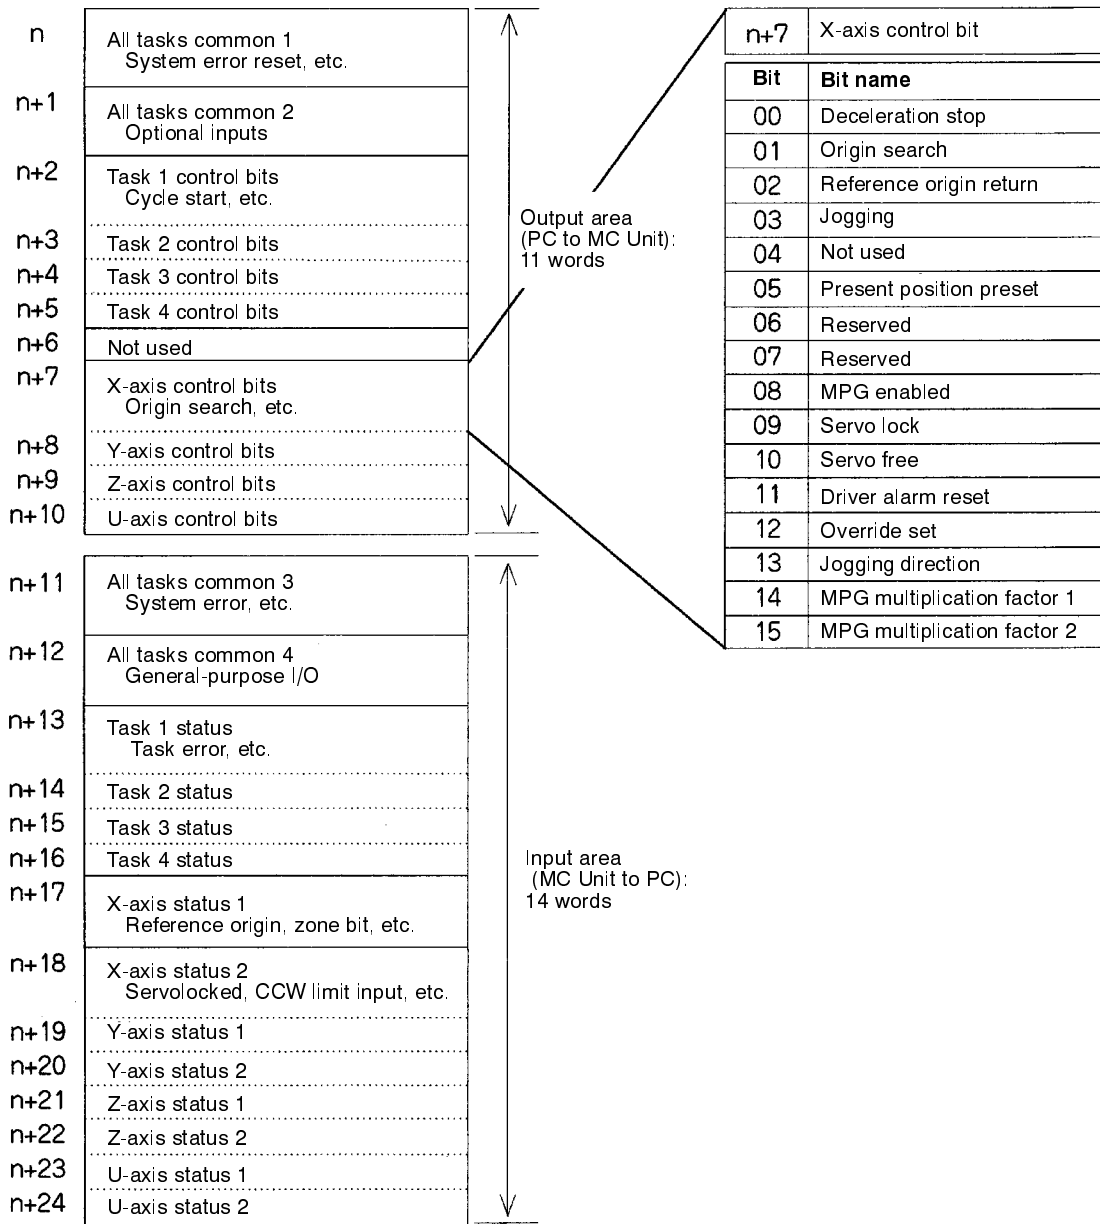 n
All tasks common 1
System error reset, etc.
n+1
All tasks common 2
Optional inputs
n+2
Task 1 control bits
Cycle start, etc.
n+3
Task 2 control bits
n+4
Task 3 control bits
n+5
Task 4 control bits
n+6
Not used
n+7
X-axis control bits
Origin search, etc.
n+8
Y-axis control bits
n+9
Z-axis control bits
n+10
U-axis control bits
Output area
(PC to MC Unit):
11 words
n+11
All tasks common 3
System error, etc.
n+12
All tasks common 4
General-purpose I/O
n+13
Task 1 status
Task error, etc.
n+14
Task 2 status
n+15
Task 3 status
n+16
Task 4 status
n+17
X-axis status 1
Reference origin, zone bit, etc.
n+18
X-axis status 2
Servolocked, CCW limit input, etc.
n+19
Y-axis status 1
n+20
Y-axis status 2
n+21
Z-axis status 1
n+22
Z-axis status 2
n+23
U-axis status 1
n+24
U-axis status 2
Input area
(MC Unit to PC):
14 words
n+7 X-axis control bit
Bit Bit name
00 Deceleration stop
01 Origin search
02 Reference origin return
03 Jogging
04 Not used
05 Present position preset
06 Reserved
07 Reserved
08 MPG enabled
09 Servo lock
10 Servo free
11 Driver alarm reset
12 Override set
13 Jogging direction
14 MPG multiplication factor 1
15 MPG multiplication factor 2